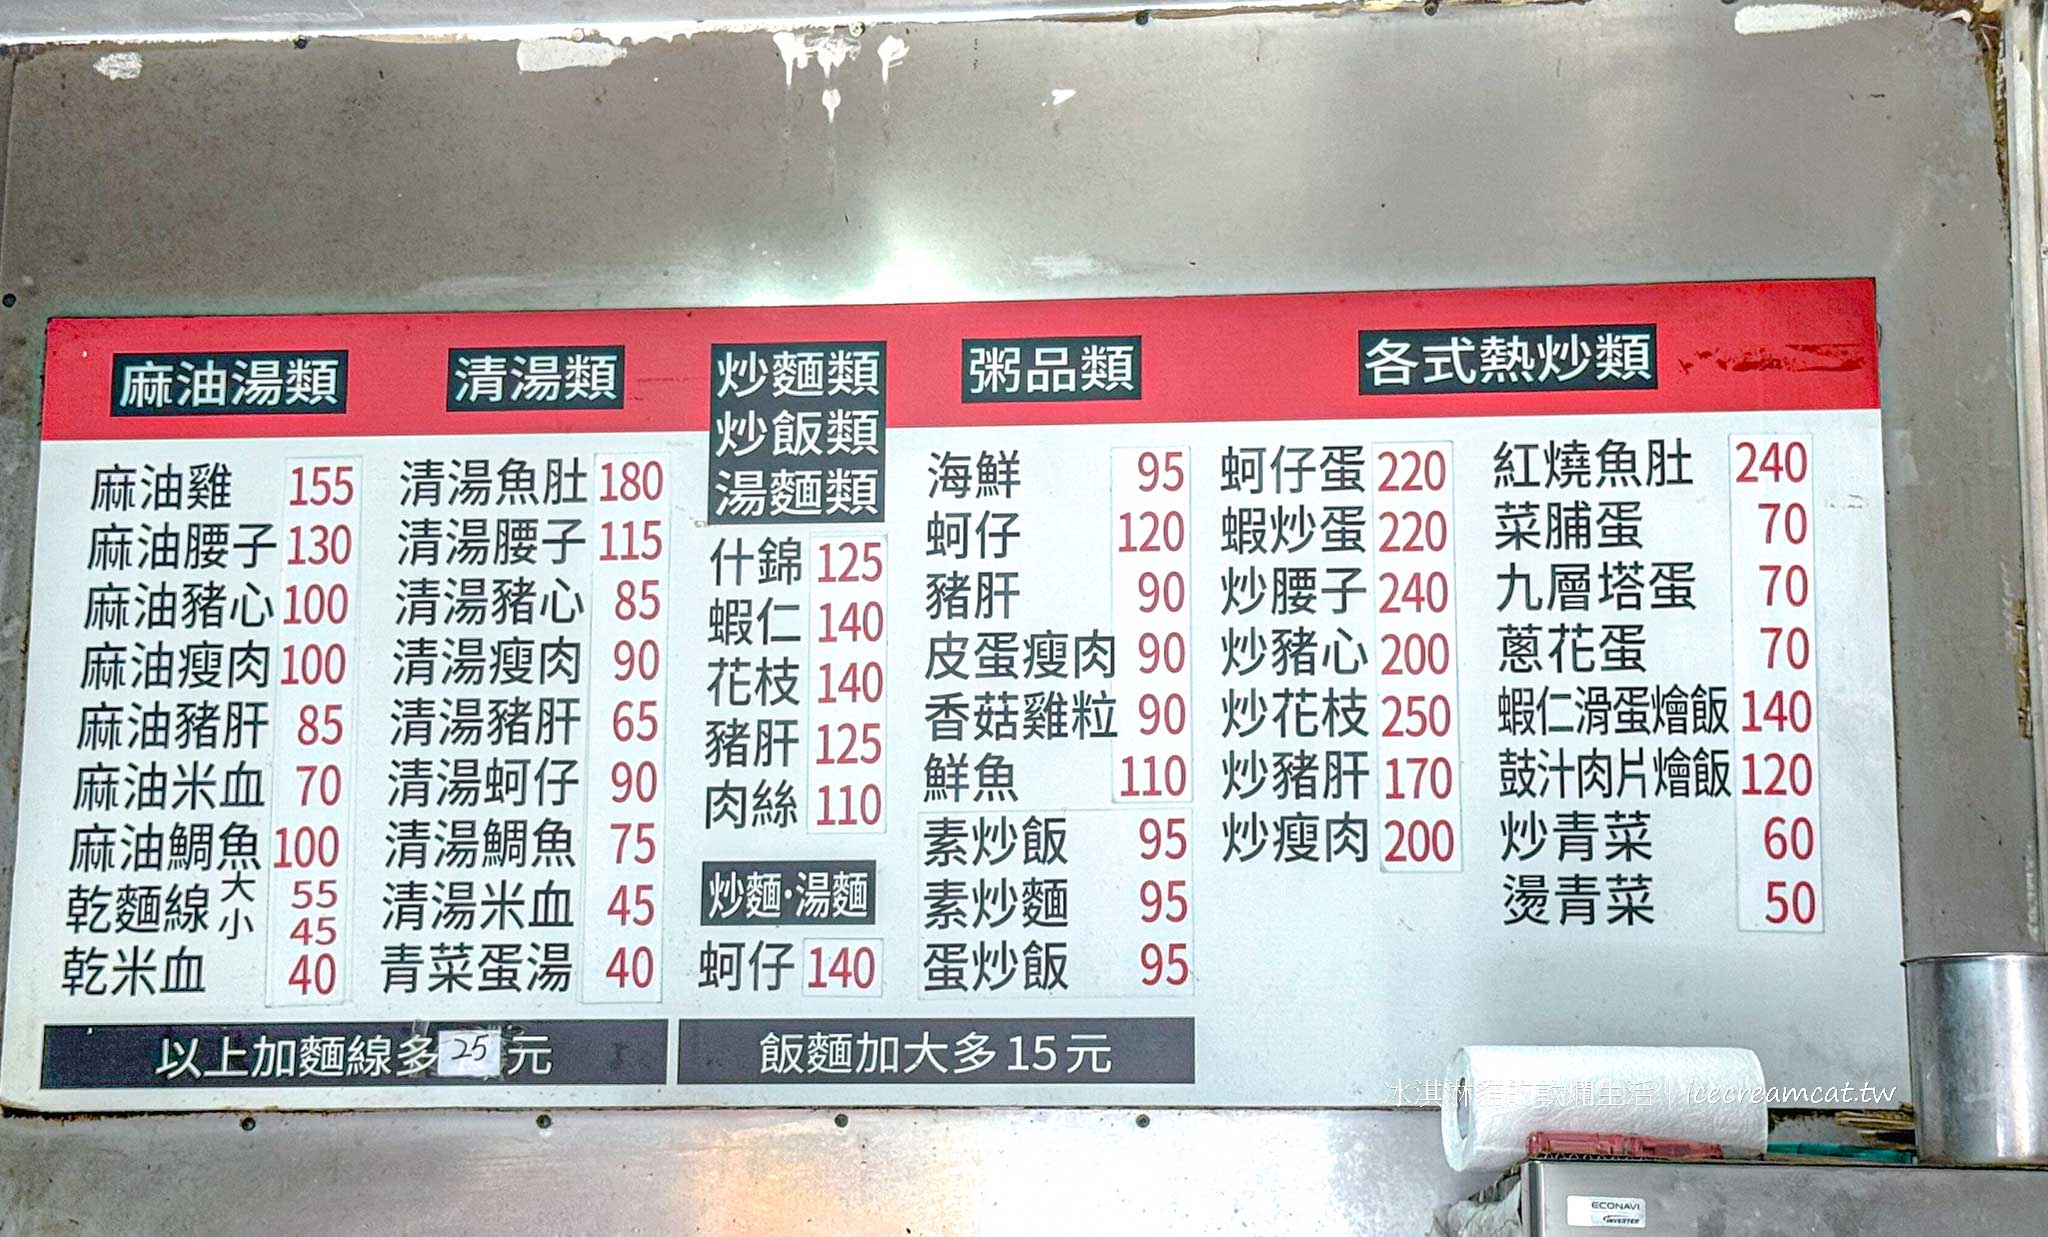 麻油湯類
麻油雞 155
麻油腰子 130
麻油豬心 100
麻油瘦肉 100
麻油豬肝 85
麻油米血 70
麻油鯛魚 100
乾麵線 大 55
小 45
乾米血 40
清湯類
清湯魚肚 180
清湯腰子 115
清湯豬心 85
清湯瘦肉 90
清湯豬肝 65
清湯蚵仔 90
清湯鯛魚 75
清湯米血 45
青菜蛋湯 40
以上加麵線多25元
炒麵類
炒飯類
湯麵類
什錦 125
蝦仁 140
花枝 140
豬肝 125
肉絲 110
炒麵·湯麵
蚵仔 140
粥品類
海鮮 95
蚵仔 120
豬肝 90
皮蛋瘦肉 90
香菇雞粒 90
鮮魚 110
素炒飯 95
素炒麵 95
蛋炒飯 95
飯麵加大多15元
各式熱炒類
蚵仔蛋 220
蝦炒蛋 220
炒腰子 240
炒豬心 200
炒花枝 250
炒豬肝 170
炒瘦肉 200
紅燒魚肚 240
菜脯蛋 70
九層塔蛋 70
蔥花蛋 70
蝦仁滑蛋燴飯 140
鼓汁肉片燴飯 120
炒青菜 60
燙青菜 50
冰淇淋貓的軟爛生活 | icecreamcat.tw
ECONAVI
INVERTER